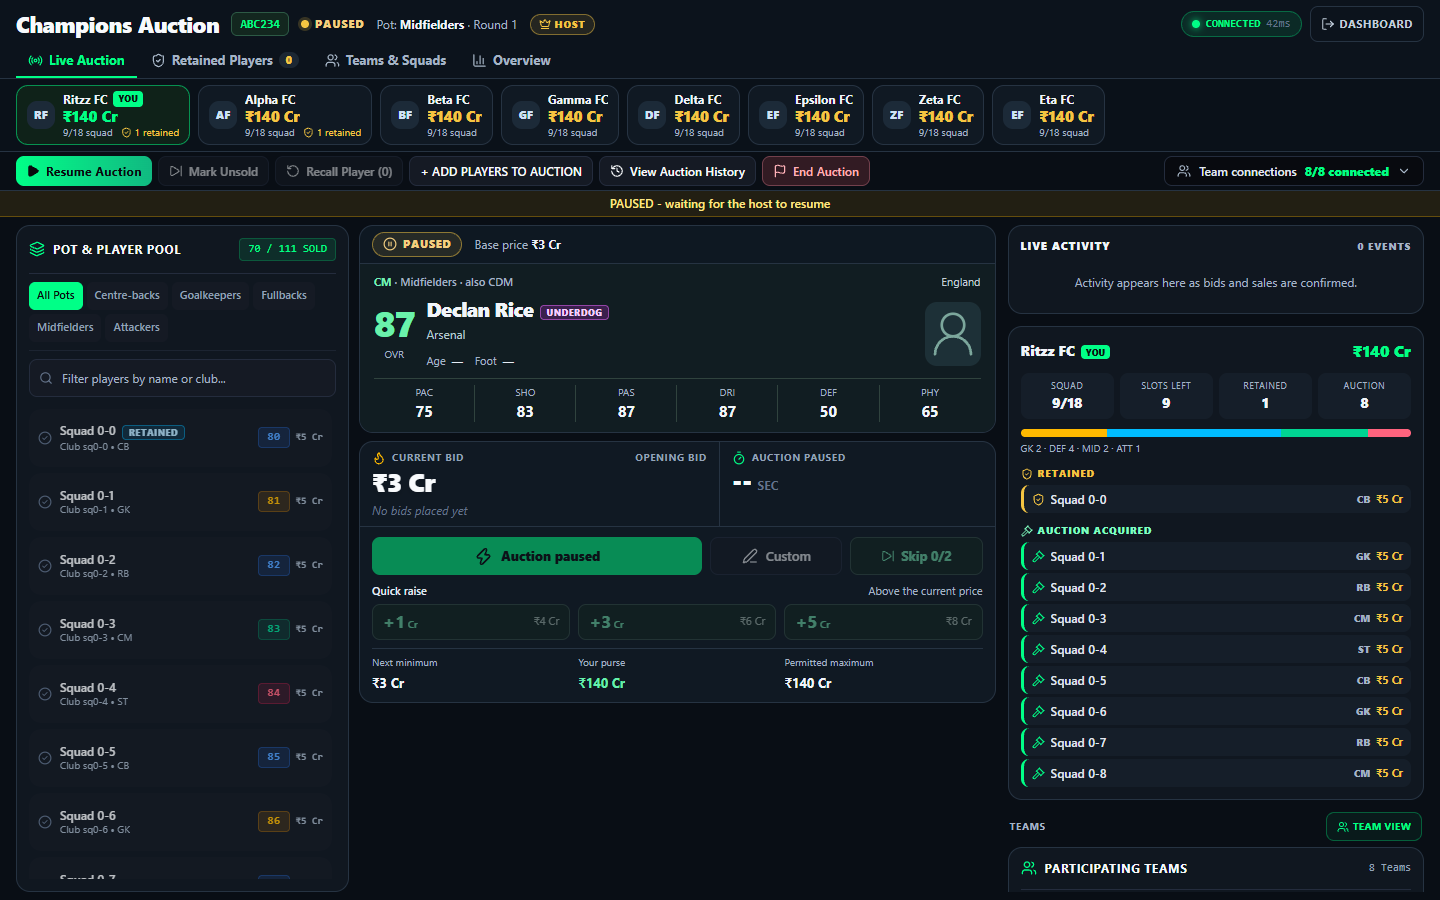 Champions Auction ABC234 PAUSED Pot: Midfielders · Round 1 HOST CONNECTED 42ms DASHBOARD
Live Auction Retained Players 0 Teams & Squads Overview
RF Ritzz FC YOU ₹140 Cr 9/18 squad 1 retained
AF Alpha FC ₹140 Cr 9/18 squad 1 retained
BF Beta FC ₹140 Cr 9/18 squad
GF Gamma FC ₹140 Cr 9/18 squad
DF Delta FC ₹140 Cr 9/18 squad
EF Epsilon FC ₹140 Cr 9/18 squad
ZF Zeta FC ₹140 Cr 9/18 squad
EF Eta FC ₹140 Cr 9/18 squad
Resume Auction Mark Unsold Recall Player (0) + ADD PLAYERS TO AUCTION View Auction History End Auction Team connections 8/8 connected
PAUSED - waiting for the host to resume
POT & PLAYER POOL 70 / 111 SOLD
All Pots Centre-backs Goalkeepers Fullbacks
Midfielders Attackers
Filter players by name or club...
Squad 0-0 RETAINED 80 ₹5 Cr
Club sq0-0 • CB
Squad 0-1 81 ₹5 Cr
Club sq0-1 • GK
Squad 0-2 82 ₹5 Cr
Club sq0-2 • RB
Squad 0-3 83 ₹5 Cr
Club sq0-3 • CM
Squad 0-4 84 ₹5 Cr
Club sq0-4 • ST
Squad 0-5 85 ₹5 Cr
Club sq0-5 • CB
Squad 0-6 86 ₹5 Cr
Club sq0-6 • GK
Squad 0-7
PAUSED Base price ₹3 Cr
CM · Midfielders · also CDM England
87 OVR
Declan Rice UNDERDOG
Arsenal
Age — Foot —
PAC SHO PAS DRI DEF PHY
75 83 87 87 50 65
CURRENT BID OPENING BID
₹3 Cr
No bids placed yet
AUCTION PAUSED
-- SEC
Auction paused Custom Skip 0/2
Quick raise Above the current price
+1 Cr ₹4 Cr +3 Cr ₹6 Cr +5 Cr ₹8 Cr
Next minimum Your purse Permitted maximum
₹3 Cr ₹140 Cr ₹140 Cr
LIVE ACTIVITY 0 EVENTS
Activity appears here as bids and sales are confirmed.
Ritzz FC YOU ₹140 Cr
SQUAD SLOTS LEFT RETAINED AUCTION
9/18 9 1 8
GK 2 · DEF 4 · MID 2 · ATT 1
RETAINED
Squad 0-0 CB ₹5 Cr
AUCTION ACQUIRED
Squad 0-1 GK ₹5 Cr
Squad 0-2 RB ₹5 Cr
Squad 0-3 CM ₹5 Cr
Squad 0-4 ST ₹5 Cr
Squad 0-5 CB ₹5 Cr
Squad 0-6 GK ₹5 Cr
Squad 0-7 RB ₹5 Cr
Squad 0-8 CM ₹5 Cr
TEAMS TEAM VIEW
PARTICIPATING TEAMS 8 Teams